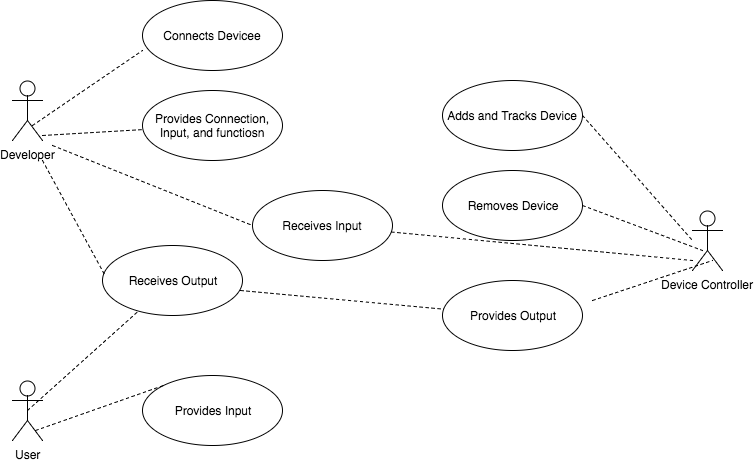 Connects Devicee
Provides Connection,
Input, and functiosn
Developer
Adds and Tracks Device
Removes Device
Receives Input
Device Controller
Receives Output
Provides Output
Provides Input
User